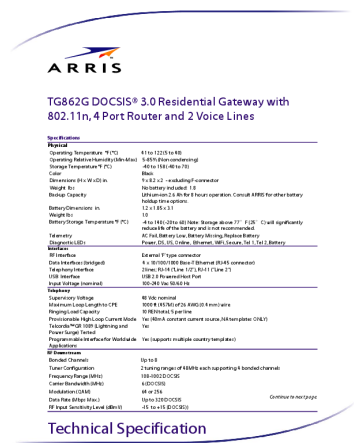 ARRIS
TG862G DOCSIS® 3.0 Residential Gateway with
802.11n, 4 Port Router and 2 Voice Lines
Specifications
Physical
Operating Temperature °F (°C) 41 to 122 (5 to 40)
Operating Relative Humidity (Min-Max) 5-85% (Non condensing)
Storage Temperature °F (°C) -40 to 158 (-40 to 70)
Color Black
Dimensions (H x W x D) in. 9 x 8.2 x 2 - excluding F-connector
Weight lbs No battery included: 1.8
Backup Capacity Lithium-ion 2.6 Ah for 8 hours operation. Consult ARRIS for other battery
hold up time options
Battery Dimensions in 1.2 x 1.85 x 3.1
Weight lbs 1.0
Battery Storage Temperature °F (°C) -4 to 140 (-20 to 60) Note: Storage above 77° F (25° C) will significantly
reduce life of the battery and is not recommended.
Telemetry AC Fail, Battery Low, Battery Missing, Replace Battery
Diagnostic LEDs Power, DS, US, Online, Ethernet, WiFi, Secure, Tel 1, Tel 2, Battery
Interfaces
RF Interface External 'F' type connector
Data Interfaces (bridged) 4 x 10/100/1000 Base-T Ethernet (RJ-45 connector)
Telephony Interface 2 lines; RJ-14 ("Line 1/2"), RJ-11 ("Line 2")
USB Interface USB 2.0 Powered Host Port
Input Voltage (nominal) 100-240 Vac 50/60 Hz
Telephony
Supervisory Voltage 48 Vdc nominal
Maximum Loop Length to CPE 1000 ft (457M) of 26 AWG (0.4 mm) wire
Ringing Load Capacity 10 REN total, 5 per line
Provisionable High Loop Current Mode Yes (40mA constant current source, NA templates ONLY)
Telcordia™ GR 1089 (Lightning and Yes
Power Surge) Tested
Programmable Interface for Worldwide Yes (supports multiple country templates)
Applications
RF Downstream
Bonded Channels Up to 8
Tuner Configuration 2 tuning ranges of 48MHz each supporting 4 bonded channels
Frequency Range (MHz) 108-1002 DOCSIS
Carrier Bandwidth (MHz) 6 (DOCSIS)
Modulation (QAM) 64 or 256
Data Rate (Mbps Max.) Up to 320 DOCSIS
RF Input Sensitivity Level (dBmV) -15 to +15 (DOCSIS)
Continue to next page
Technical Specification